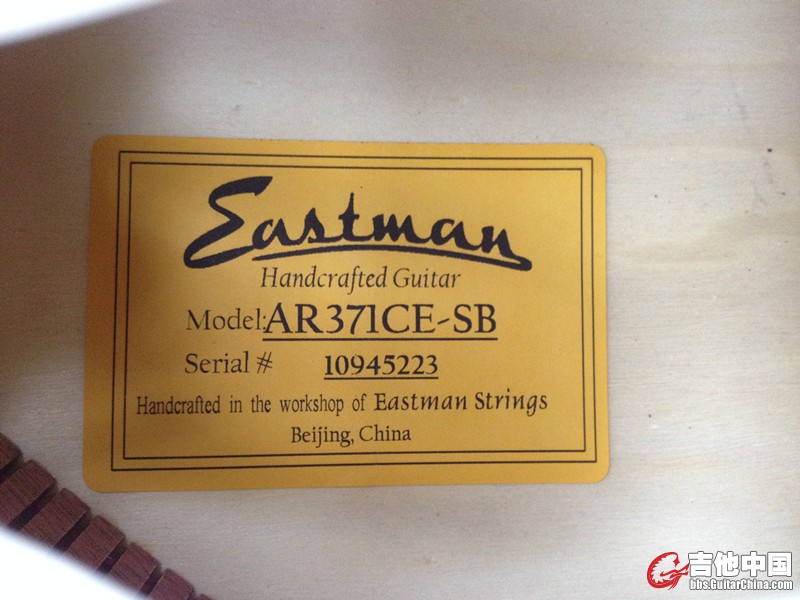 Eastman
Handcrafted Guitar
Model:AR371CE-SB
Serial # 10945223
Handcrafted in the workshop of Eastman Strings
Beijing, China
吉他中国
bbs.GuitarChina.com